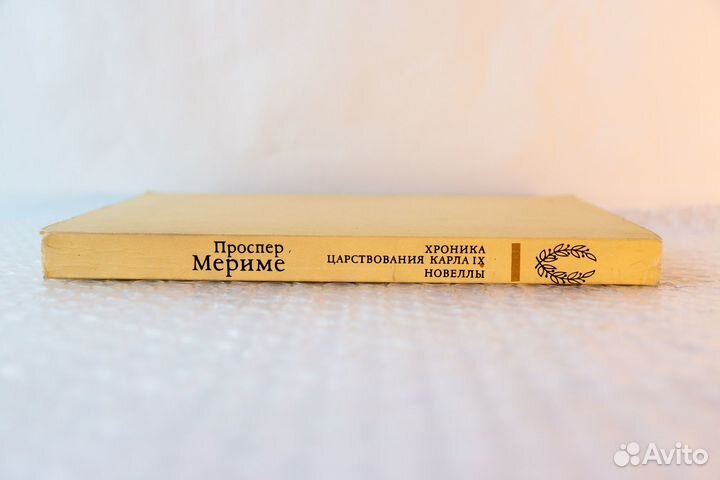 Проспер
Мериме
ХРОНИКА
ЦАРСТВОВАНИЯ КАРЛА IX
НОВЕЛЛЫ
Avito